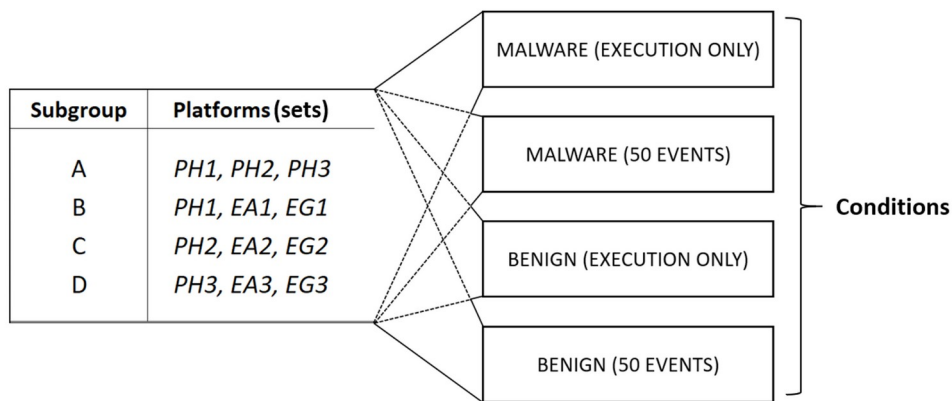 Subgroup Platforms (sets)
A PH1, PH2, PH3
B PH1, EA1, EG1
C PH2, EA2, EG2
D PH3, EA3, EG3
MALWARE (EXECUTION ONLY)
MALWARE (50 EVENTS)
BENIGN (EXECUTION ONLY)
BENIGN (50 EVENTS)
Conditions